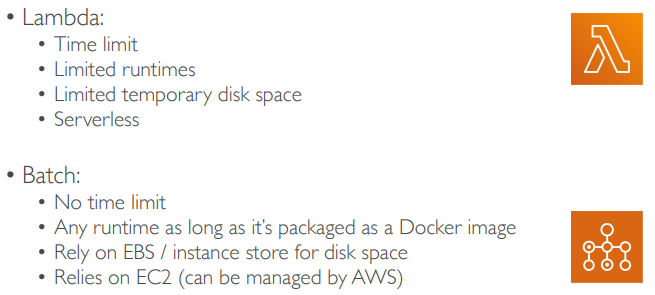 • Lambda:
• Time limit
• Limited runtimes
• Limited temporary disk space
• Serverless
• Batch:
• No time limit
• Any runtime as long as it’s packaged as a Docker image
• Rely on EBS / instance store for disk space
• Relies on EC2 (can be managed by AWS)